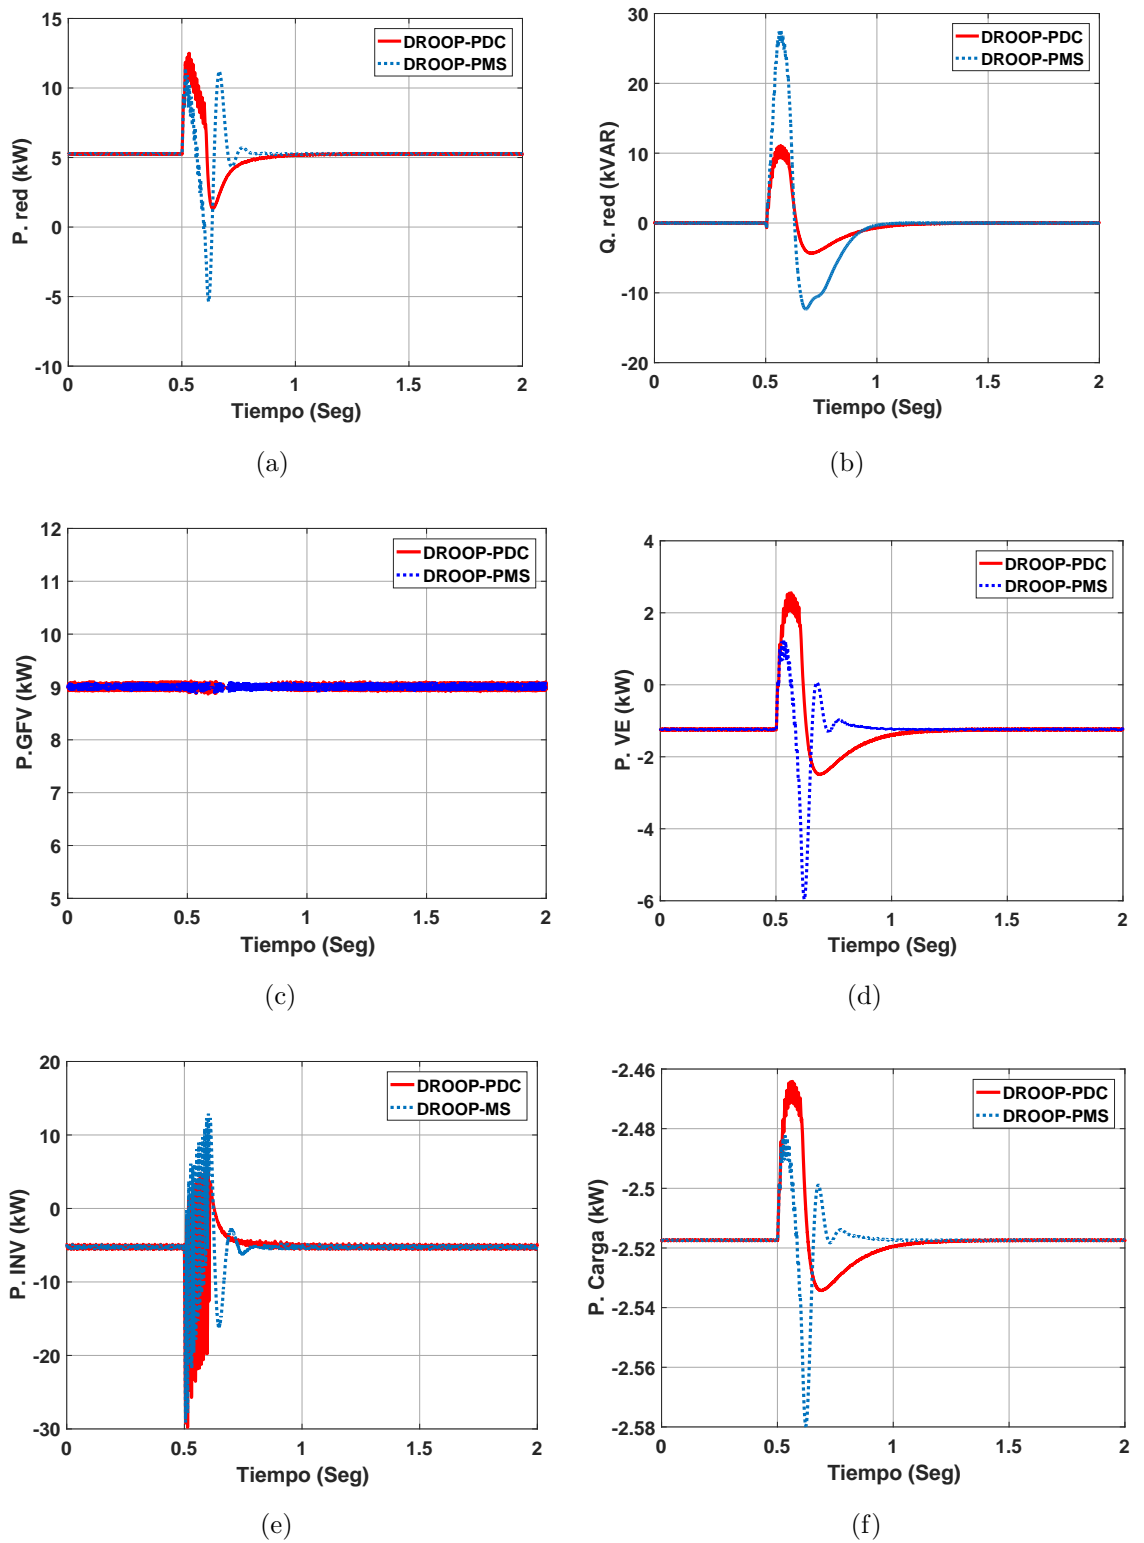 15
10
5
0
-5
-10
P. red (kW)
DROOP-PDC
DROOP-PMS
0 0.5 1 1.5 2
Tiempo (Seg)
(a)
30
20
10
0
-10
-20
Q. red (kVAR)
DROOP-PDC
DROOP-PMS
0 0.5 1 1.5 2
Tiempo (Seg)
(b)
12
11
10
9
8
7
6
5
P.GFV (kW)
DROOP-PDC
DROOP-PMS
0 0.5 1 1.5 2
Tiempo (Seg)
(c)
4
2
0
-2
-4
-6
P. VE (kW)
DROOP-PDC
DROOP-PMS
0 0.5 1 1.5 2
Tiempo (Seg)
(d)
20
10
0
-10
-20
-30
P. INV (kW)
DROOP-PDC
DROOP-MS
0 0.5 1 1.5 2
Tiempo (Seg)
(e)
-2.46
-2.48
-2.5
-2.52
-2.54
-2.56
-2.58
P. Carga (kW)
DROOP-PDC
DROOP-PMS
0 0.5 1 1.5 2
Tiempo (Seg)
(f)